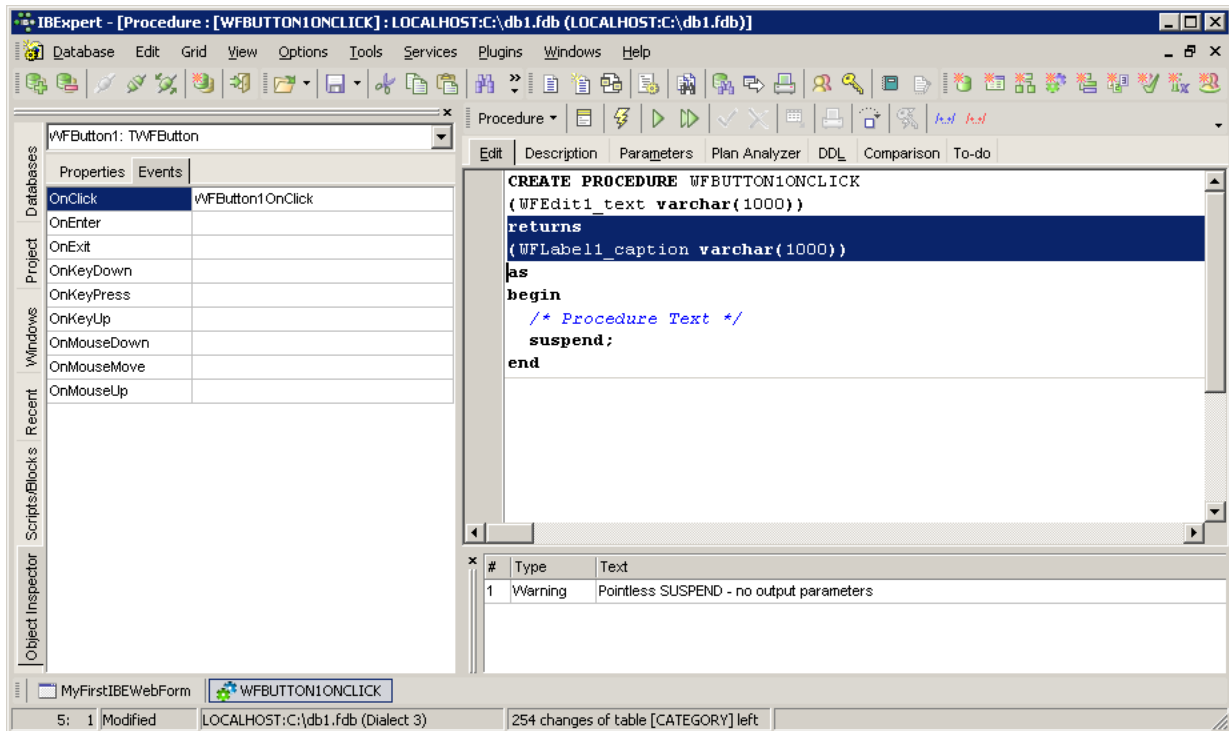 IBExpert - [Procedure : [WFBUTTON1ONCLICK] : LOCALHOST:C:\db1.fdb (LOCALHOST:C:\db1.fdb)]
Database Edit Grid View Options Tools Services Plugins Windows Help
Procedure
WFButton1: TWFButton
Edit Description Parameters Plan Analyzer DDL Comparison To-do
Properties Events
OnClick WFButton1OnClick
OnEnter
OnExit
OnKeyDown
OnKeyPress
OnKeyUp
OnMouseDown
OnMouseMove
OnMouseUp
Databases
Project
Windows
Recent
Scripts/Blocks
Object Inspector
CREATE PROCEDURE WFBUTTON1ONCLICK
(WFEdit1_text varchar(1000))
returns
(WFLabel1_caption varchar(1000))
as
begin
/* Procedure Text */
suspend;
end
# Type Text
1 Warning Pointless SUSPEND - no output parameters
MyFirstIBEWebForm WFBUTTON1ONCLICK
5: 1 Modified LOCALHOST:C:\db1.fdb (Dialect 3) 254 changes of table [CATEGORY] left